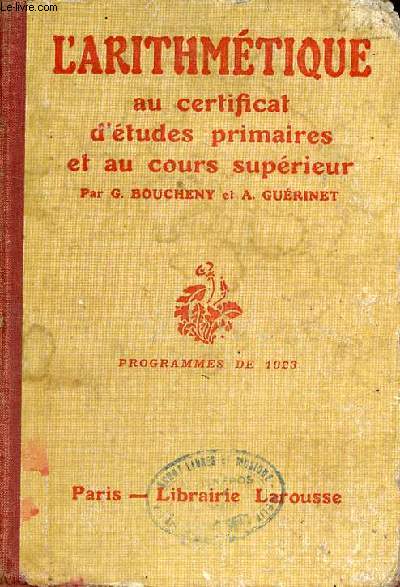 Le-livre.com
L'ARITHMÉTIQUE
au certificat
d'études primaires
et au cours supérieur
Par G. BOUCHENY et A. GUÉRINET
PROGRAMMES DE 1923
Paris — Librairie Larousse